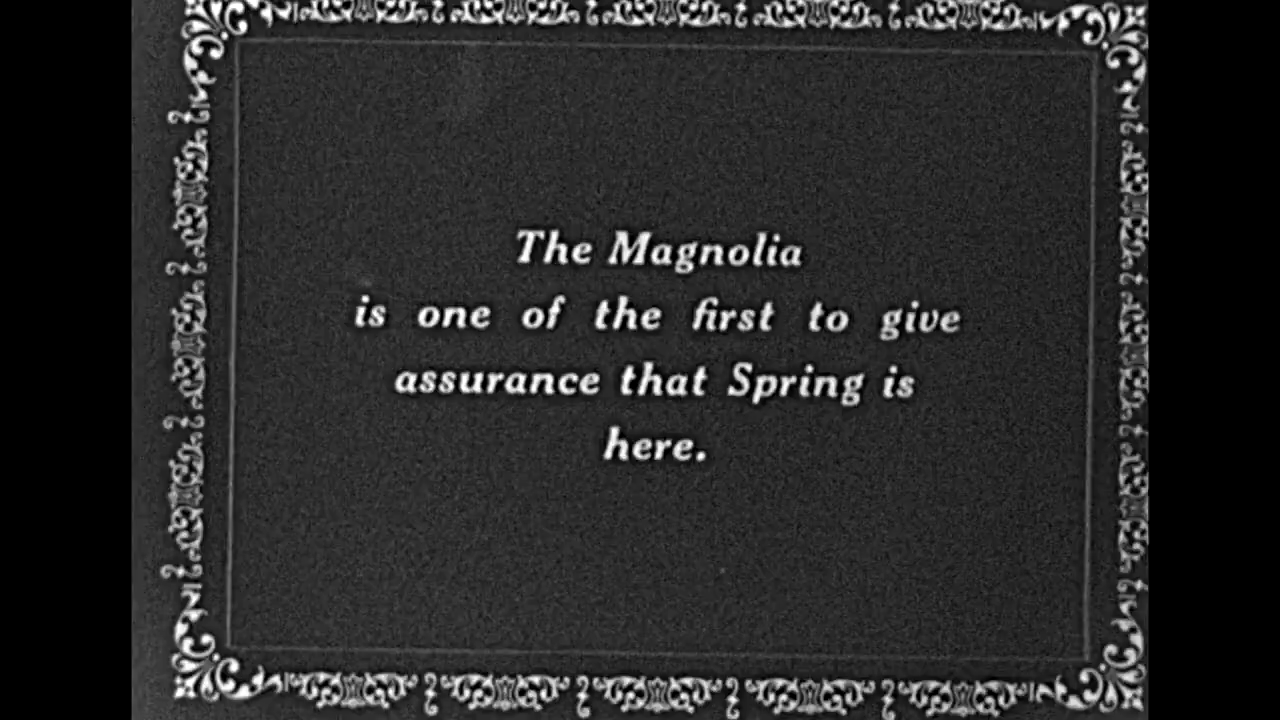 The Magnolia
is one of the first to give
assurance that Spring is
here.